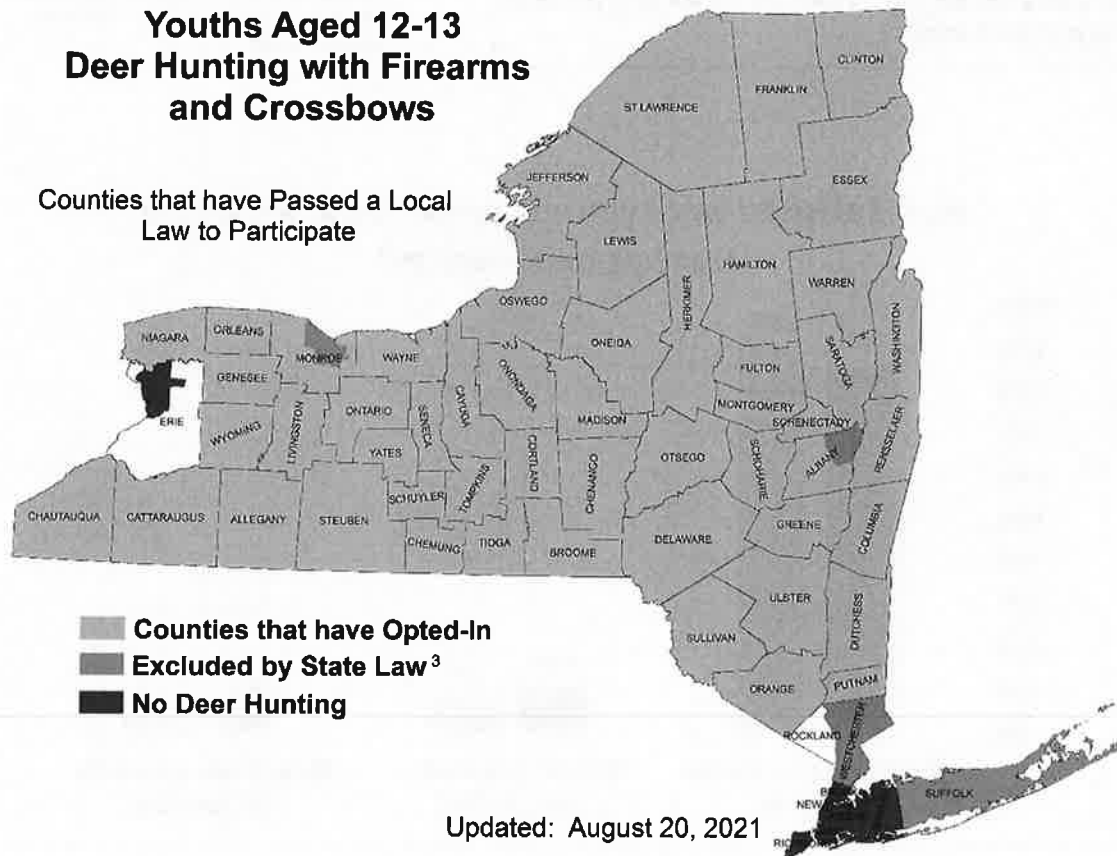 Youths Aged 12-13
Deer Hunting with Firearms
and Crossbows
Counties that have Passed a Local
Law to Participate
CLINTON
FRANKLIN
ST LAWRENCE
ESSEX
JEFFERSON
LEWIS
HAMILTON
WARREN
HERKIMER
WASHINGTON
OSWEGO
ONEIDA
SARATOGA
FULTON
NIAGARA
ORLEANS
MONROE
WAYNE
GENESEE
CAYUGA
ONONDAGA
MONTGOMERY
SCHENECTADY
ERIE
WYOMING
LIVINGSTON
ONTARIO
SENECA
YATES
MADISON
CORTLAND
CHENANGO
OTSEGO
SCHOHARIE
ALBANY
RENSSELAER
CHAUTAUQUA
CATTARAUGUS
ALLEGANY
STEUBEN
SCHUYLER
TOMPKINS
CHEMUNG
TIOGA
BROOME
DELAWARE
GREENE
COLUMBIA
ULSTER
DUTCHESS
SULLIVAN
ORANGE
PUTNAM
ROCKLAND
WESTCHESTER
SUFFOLK
Counties that have Opted-In
Excluded by State Law 3
No Deer Hunting
Updated: August 20, 2021